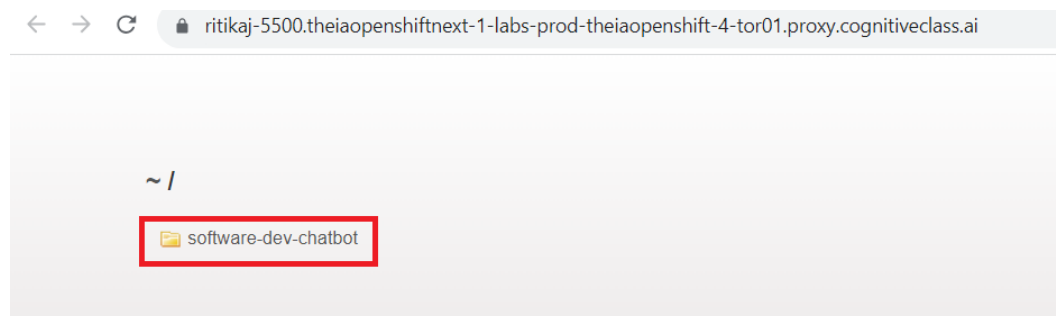 ritikaj-5500.theiaopenshiftnext-1-labs-prod-theiaopenshift-4-tor01.proxy.cognitiveclass.ai
~ /
software-dev-chatbot